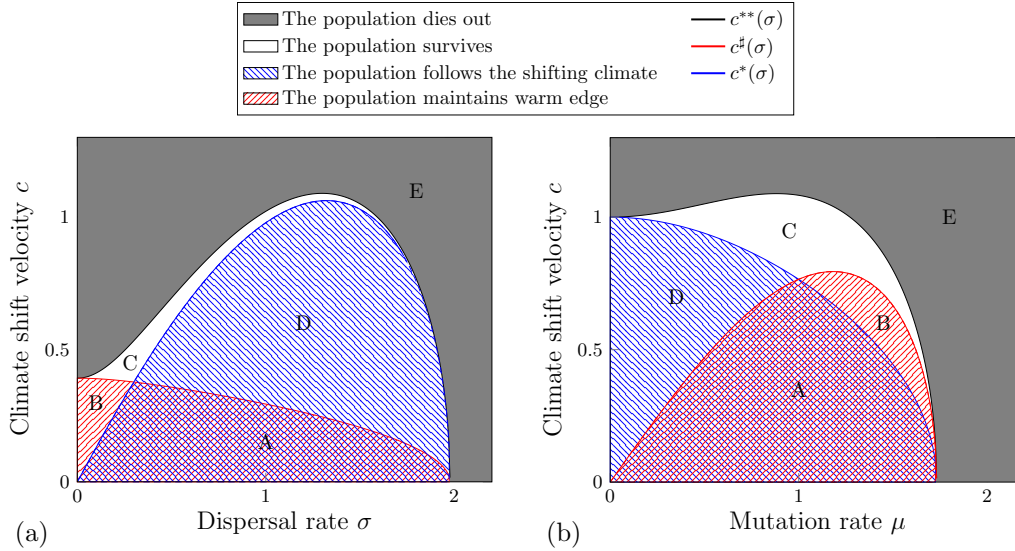 The population dies out
The population survives
The population follows the shifting climate
The population maintains warm edge
c**(σ)
c♯(σ)
c*(σ)
Climate shift velocity c
1
0.5
0
0
1
2
Dispersal rate σ
(a)
A
B
C
D
E
Climate shift velocity c
1
0.5
0
0
1
2
Mutation rate μ
(b)
A
B
C
D
E